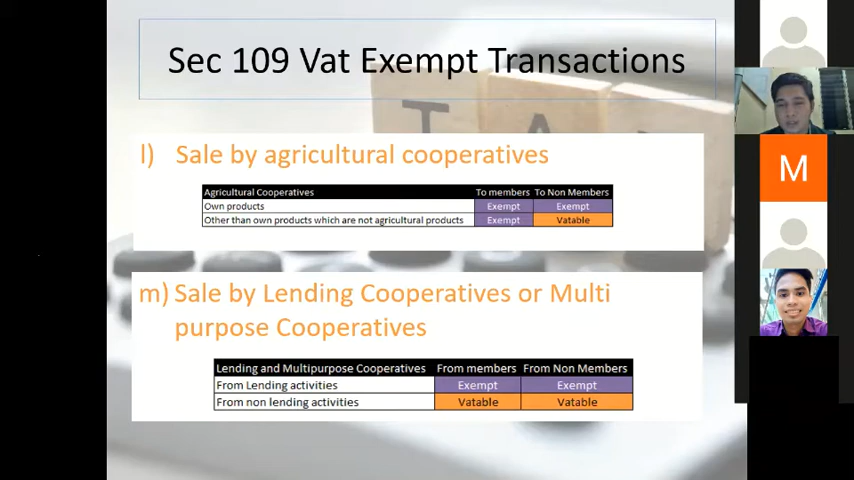 Sec 109 Vat Exempt Transactions
T A
l) Sale by agricultural cooperatives
Agricultural Cooperatives To members To Non Members
Own products Exempt Exempt
Other than own products which are not agricultural products Exempt Vatable
m) Sale by Lending Cooperatives or Multi
purpose Cooperatives
Lending and Multipurpose Cooperatives From members From Non Members
From Lending activities Exempt Exempt
From non lending activities Vatable Vatable
M